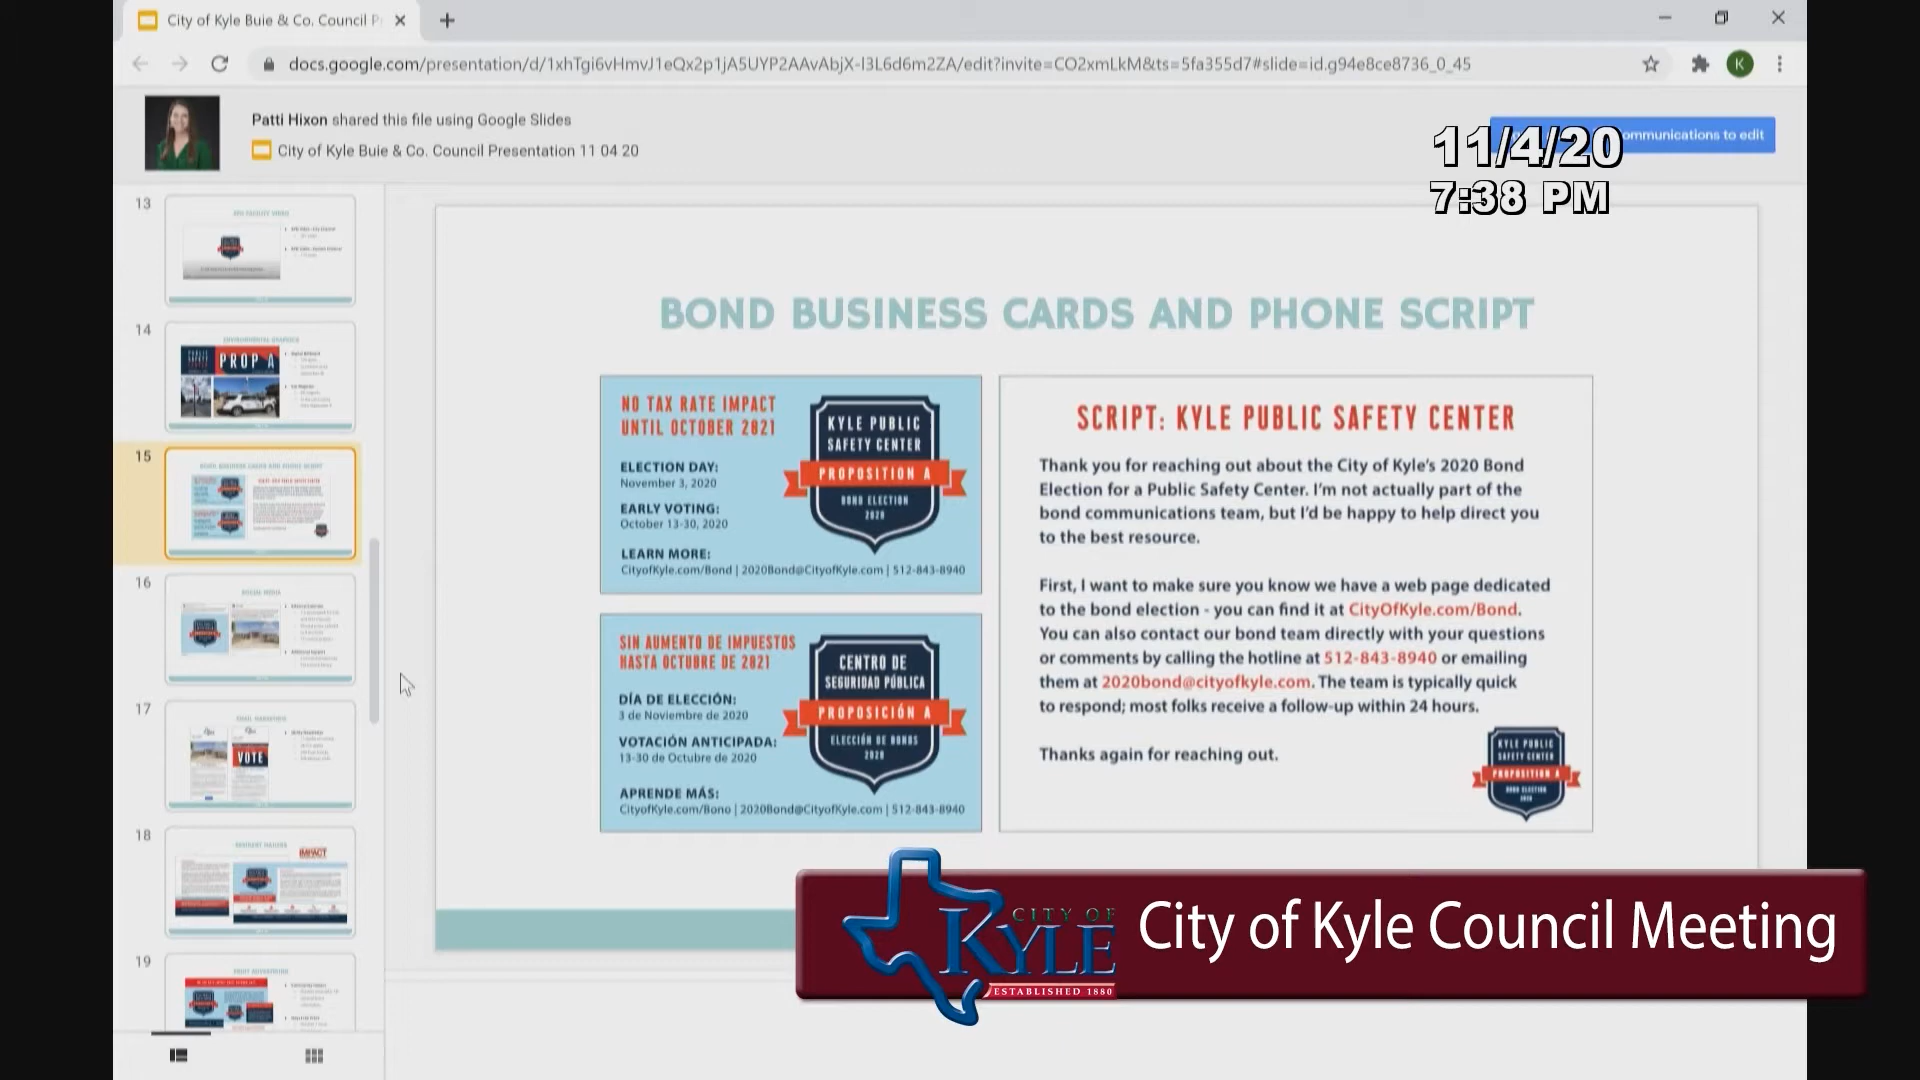 City of Kyle Buie & Co. Council P
docs.google.com/presentation/d/1xhTgi6vHmvJ1eQx2p1jA5UYP2AAvAbjX-l3L6d6m2ZA/edit?invite=CO2xmLkM&ts=5fa355d7#slide=id.g94e8ce8736_0_45
K
Patti Hixon shared this file using Google Slides
City of Kyle Buie & Co. Council Presentation 11 04 20
ommunications to edit
11/4/20
7:38 PM
13
14
PROP A
15
BOND BUSINESS CARDS AND PHONE SCRIPT
16
SOCIAL MEDIA
17
VOTE
18
IMPACT
19
BOND BUSINESS CARDS AND PHONE SCRIPT
NO TAX RATE IMPACT
UNTIL OCTOBER 2021
ELECTION DAY:
November 3, 2020
EARLY VOTING:
October 13-30, 2020
LEARN MORE:
CityofKyle.com/Bond | 2020Bond@CityofKyle.com | 512-843-8940
KYLE PUBLIC
SAFETY CENTER
PROPOSITION A
BOND ELECTION
2020
SIN AUMENTO DE IMPUESTOS
HASTA OCTUBRE DE 2021
DÍA DE ELECCIÓN:
3 de Noviembre de 2020
VOTACIÓN ANTICIPADA:
13-30 de Octubre de 2020
APRENDE MÁS:
CityofKyle.com/Bono | 2020Bond@CityofKyle.com | 512-843-8940
CENTRO DE
SEGURIDAD PÚBLICA
PROPOSICIÓN A
ELECCIÓN DE BONOS
2020
SCRIPT: KYLE PUBLIC SAFETY CENTER
Thank you for reaching out about the City of Kyle's 2020 Bond
Election for a Public Safety Center. I'm not actually part of the
bond communications team, but I'd be happy to help direct you
to the best resource.
First, I want to make sure you know we have a web page dedicated
to the bond election - you can find it at CityOfKyle.com/Bond.
You can also contact our bond team directly with your questions
or comments by calling the hotline at 512-843-8940 or emailing
them at 2020bond@cityofkyle.com. The team is typically quick
to respond; most folks receive a follow-up within 24 hours.
Thanks again for reaching out.
KYLE PUBLIC
SAFETY CENTER
PROPOSITION A
BOND ELECTION
2020
CITY OF
KYLE
ESTABLISHED 1880
City of Kyle Council Meeting